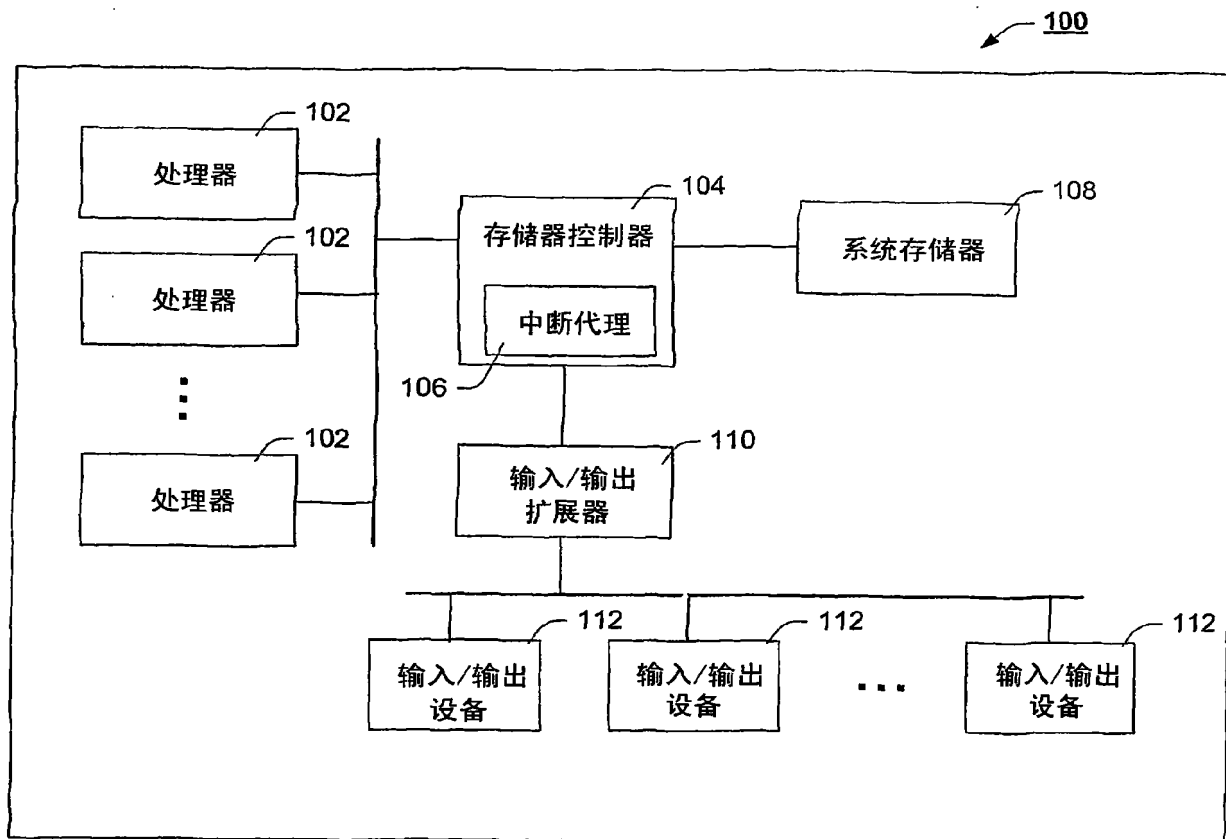 100
102
处理器
102
处理器
102
处理器
104
存储器控制器
中断代理
106
108
系统存储器
110
输入/输出
扩展器
112
输入/输出
设备
112
输入/输出
设备
112
输入/输出
设备